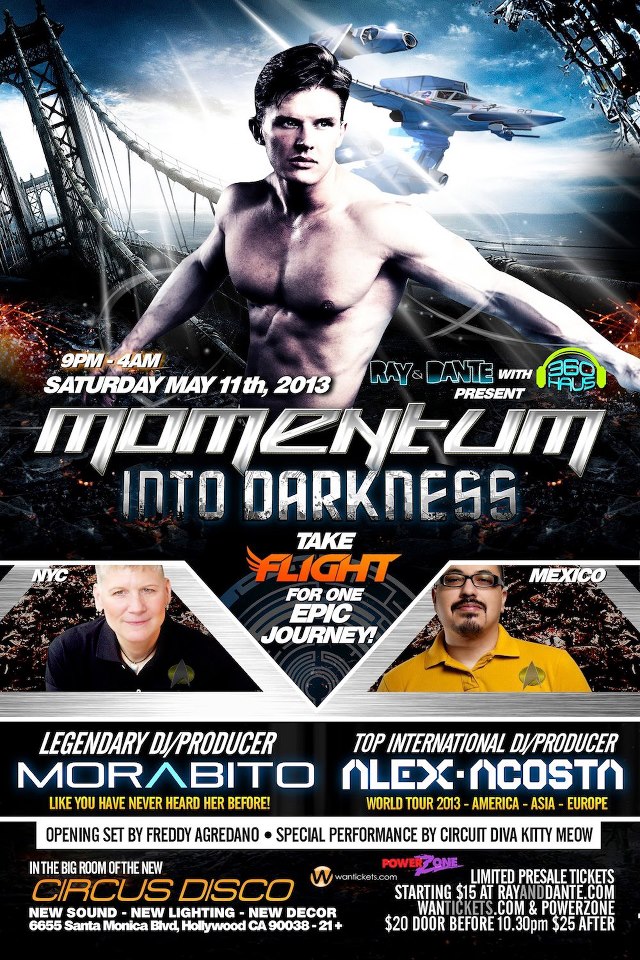 9PM - 4AM
SATURDAY MAY 11th, 2013
RAY & DANTE WITH 360 HAUS
PRESENT
MOMENTUM
INTO DARKNESS
TAKE
FLIGHT
FOR ONE
EPIC
JOURNEY!
NYC
MEXICO
LEGENDARY DJ/PRODUCER
MORABITO
LIKE YOU HAVE NEVER HEARD HER BEFORE!
TOP INTERNATIONAL DJ/PRODUCER
ALEX·ACOSTA
WORLD TOUR 2013 - AMERICA - ASIA - EUROPE
OPENING SET BY FREDDY AGREDANO • SPECIAL PERFORMANCE BY CIRCUIT DIVA KITTY MEOW
IN THE BIG ROOM OF THE NEW
CIRCUS DISCO
NEW SOUND - NEW LIGHTING - NEW DECOR
6655 Santa Monica Blvd, Hollywood CA 90038 - 21+
W wantickets.com
POWERZONE
LIMITED PRESALE TICKETS
STARTING $15 AT RAYANDDANTE.COM
WANTICKETS.COM & POWERZONE
$20 DOOR BEFORE 10.30pm $25 AFTER